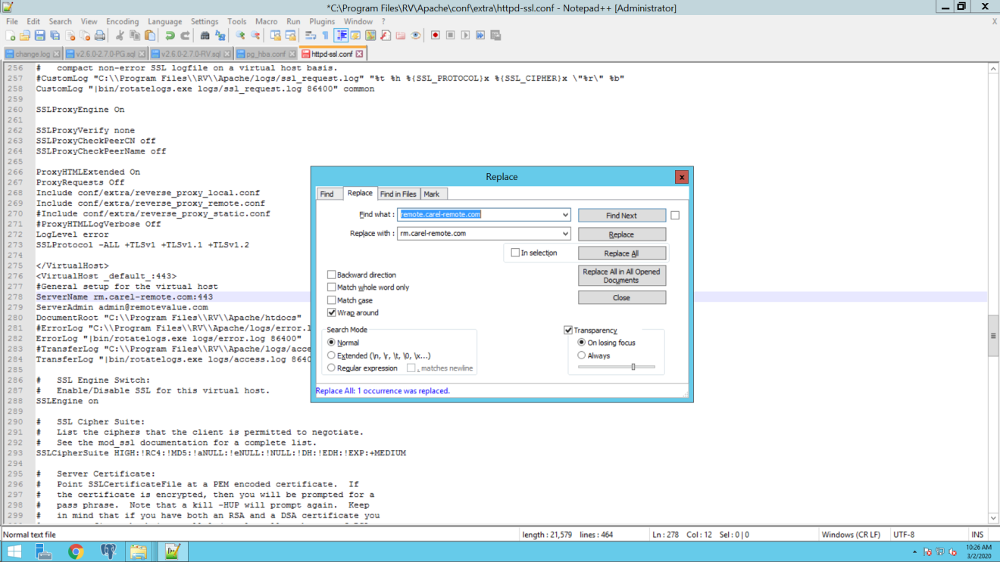 *C:\Program Files\RV\Apache\conf\extra\httpd-ssl.conf - Notepad++ [Administrator]
File Edit Search View Encoding Language Settings Tools Macro Run Plugins Window ? X
change.log v2.6.0-2.7.0-PG.sql v2.6.0-2.7.0-RV.sql pg_hba.conf httpd-ssl.conf
256 # compact non-error SSL logfile on a virtual host basis.
257 #CustomLog "C:\\Program Files\\RV\\Apache/logs/ssl_request.log" "%t %h %{SSL_PROTOCOL}x %{SSL_CIPHER}x \"%r\" %b"
258 CustomLog "|bin/rotatelogs.exe logs/ssl_request.log 86400" common
259
260 SSLProxyEngine On
261
262 SSLProxyVerify none
263 SSLProxyCheckPeerCN off
264 SSLProxyCheckPeerName off
265
266 ProxyHTMLExtended On
267 ProxyRequests Off
268 Include conf/extra/reverse_proxy_local.conf
269 Include conf/extra/reverse_proxy_remote.conf
270 #Include conf/extra/reverse_proxy_static.conf
271 #ProxyHTMLLogVerbose Off
272 LogLevel error
273 SSLProtocol -ALL +TLSv1 +TLSv1.1 +TLSv1.2
274
275 </VirtualHost>
276 <VirtualHost _default_:443>
277 #General setup for the virtual host
278 ServerName rm.carel-remote.com:443
279 ServerAdmin admin@remotevalue.com
280 DocumentRoot "C:\\Program Files\\RV\\Apache/htdocs"
281 #ErrorLog "C:\\Program Files\\RV\\Apache/logs/error.l
282 ErrorLog "|bin/rotatelogs.exe logs/error.log 86400"
283 #TransferLog "C:\\Program Files\\RV\\Apache/logs/acce
284 TransferLog "|bin/rotatelogs.exe logs/access.log 8640
285
286 # SSL Engine Switch:
287 # Enable/Disable SSL for this virtual host.
288 SSLEngine on
289
290 # SSL Cipher Suite:
291 # List the ciphers that the client is permitted to negotiate.
292 # See the mod_ssl documentation for a complete list.
293 SSLCipherSuite HIGH:!RC4:!MD5:!aNULL:!eNULL:!NULL:!DH:!EDH:!EXP:+MEDIUM
294
295 # Server Certificate:
296 # Point SSLCertificateFile at a PEM encoded certificate. If
297 # the certificate is encrypted, then you will be prompted for a
298 # pass phrase. Note that a kill -HUP will prompt again. Keep
299 # in mind that if you have both an RSA and a DSA certificate you
Replace
Find Replace Find in Files Mark
Find what : remote.carel-remote.com Find Next
Replace with : rm.carel-remote.com Replace
In selection Replace All
Replace All in All Opened
Documents
Close
Backward direction
Match whole word only
Match case
Wrap around
Search Mode
Normal
Extended (\n, \r, \t, \0, \x...)
Regular expression . matches newline
Transparency
On losing focus
Always
Replace All: 1 occurrence was replaced.
Normal text file length : 21,579 lines : 464 Ln : 278 Col : 12 Sel : 0 | 0 Windows (CR LF) UTF-8 INS
10:26 AM
3/2/2020